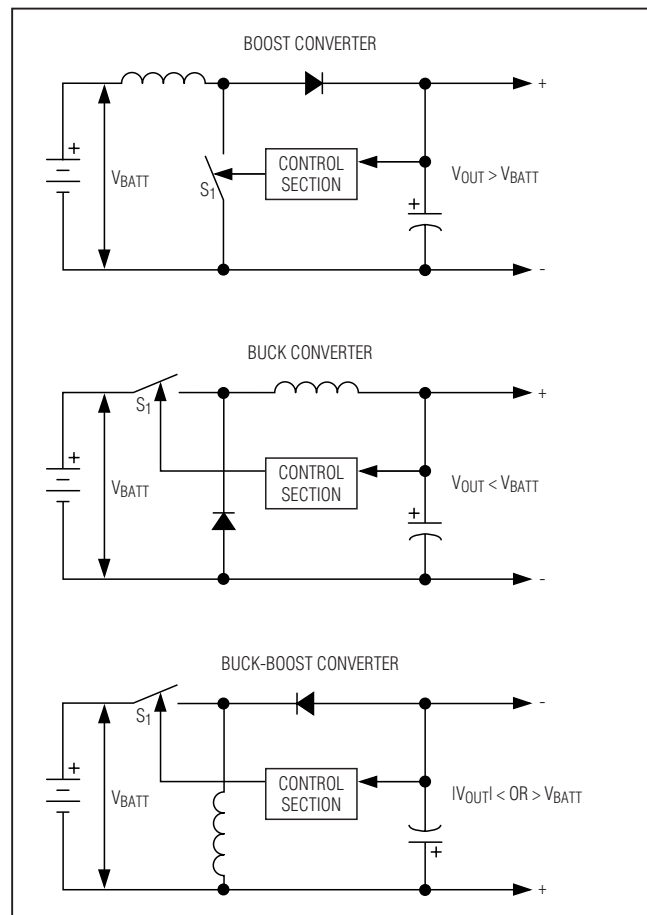 BOOST CONVERTER
+
+
VBATT
S1
CONTROL
SECTION
+
VOUT > VBATT
-
BUCK CONVERTER
+
S1
+
VBATT
CONTROL
SECTION
+
VOUT < VBATT
-
BUCK-BOOST CONVERTER
-
S1
+
VBATT
CONTROL
SECTION
|VOUT| < OR > VBATT
+
+